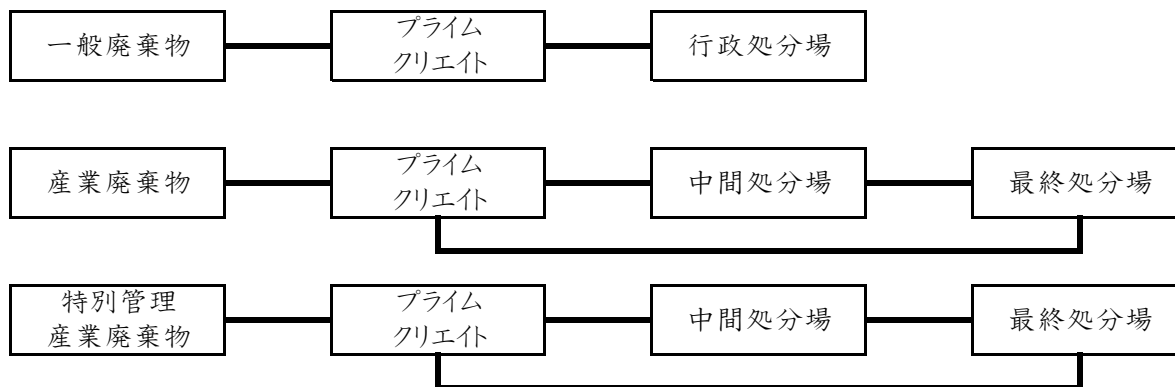 一般廃棄物
プライム
クリエイト
行政処分場
産業廃棄物
プライム
クリエイト
中間処分場
最終処分場
特別管理
産業廃棄物
プライム
クリエイト
中間処分場
最終処分場